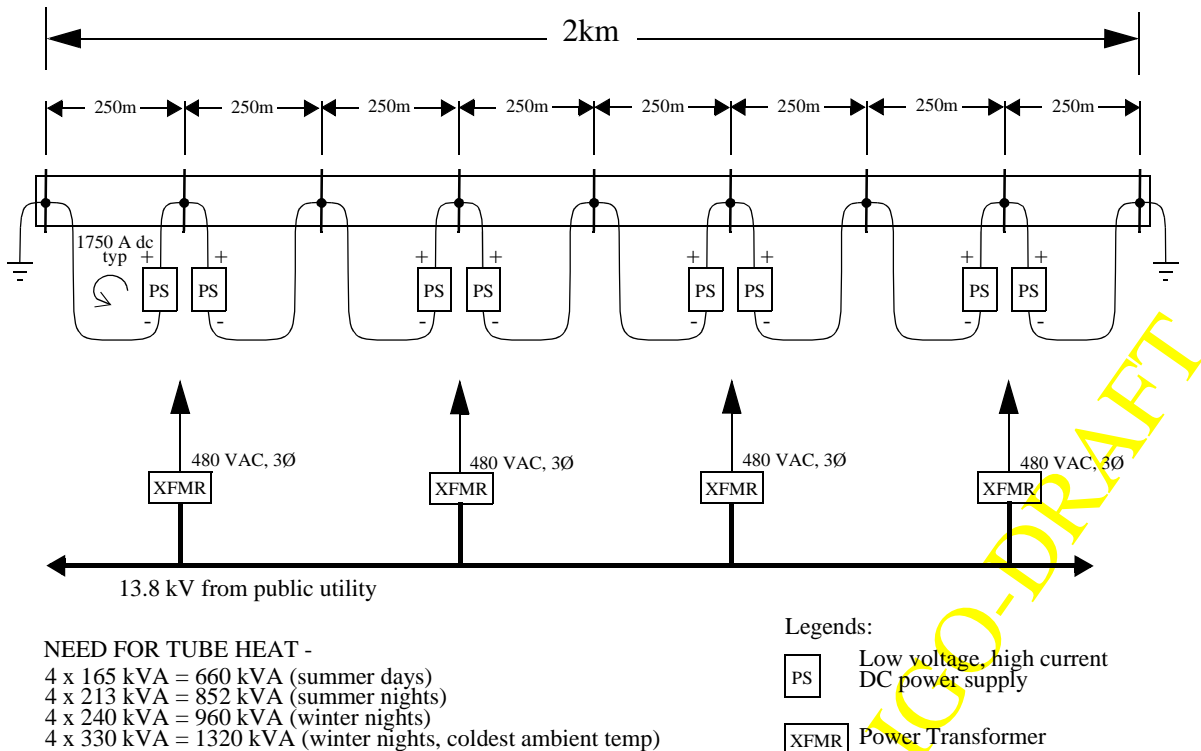 2km
250m 250m 250m 250m 250m 250m 250m 250m
1750 A dc
typ
+ + + + + + + +
PS PS PS PS PS PS PS PS
- - - - - - - -
480 VAC, 3Ø 480 VAC, 3Ø 480 VAC, 3Ø 480 VAC, 3Ø
XFMR XFMR XFMR XFMR
13.8 kV from public utility
NEED FOR TUBE HEAT -
4 x 165 kVA = 660 kVA (summer days)
4 x 213 kVA = 852 kVA (summer nights)
4 x 240 kVA = 960 kVA (winter nights)
4 x 330 kVA = 1320 kVA (winter nights, coldest ambient temp)
Legends:
PS Low voltage, high current
DC power supply
XFMR Power Transformer
IGO-DRAFT